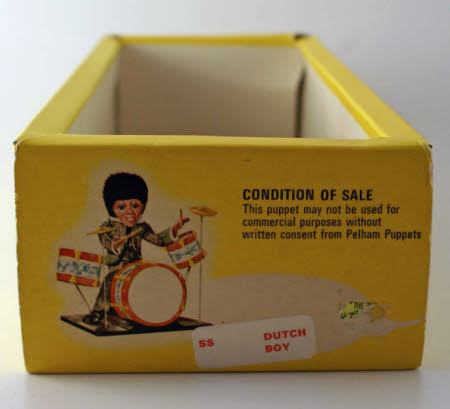 CONDITION OF SALE
This puppet may not be used for
commercial purposes without
written consent from Pelham Puppets
SS DUTCH
BOY